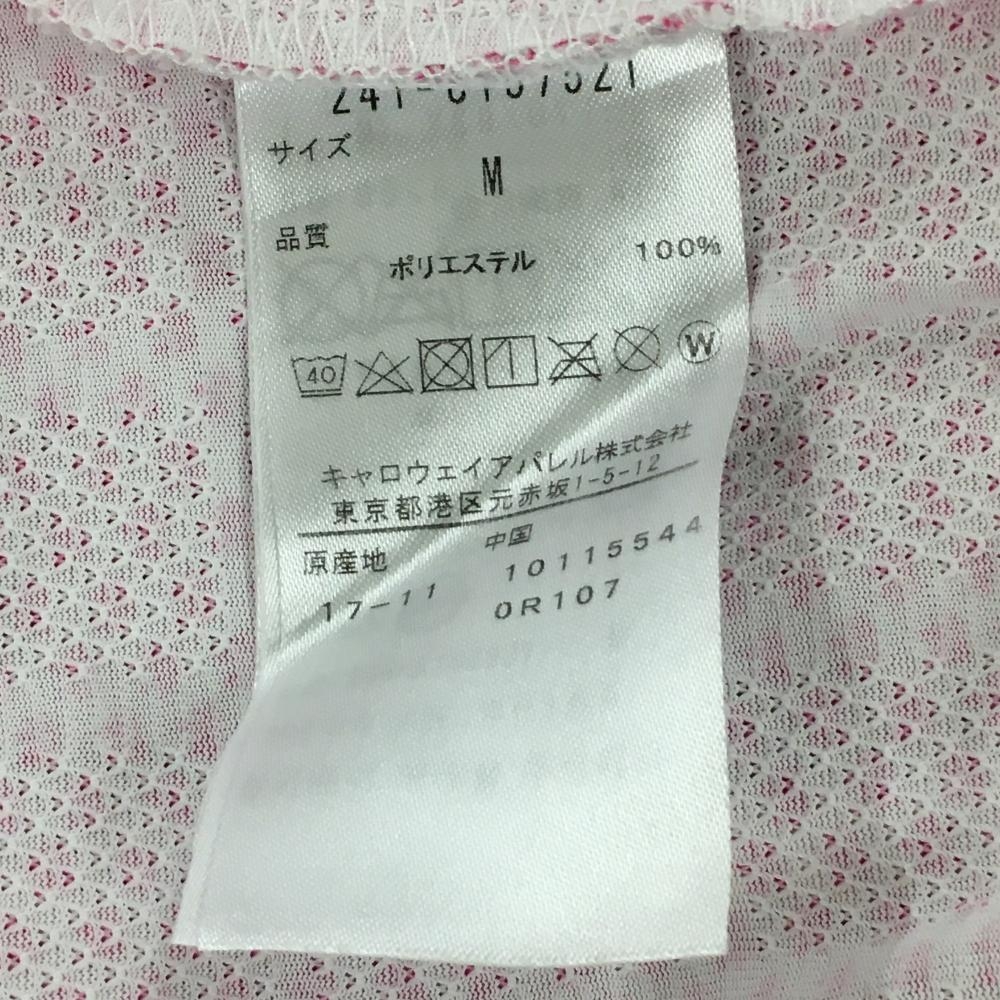 サイズ
M
品質
ポリエステル 100%
40 W
キャロウェイアパレル株式会社
東京都港区元赤坂1-5-12
原産地 中国
17-11 10115544
0R107